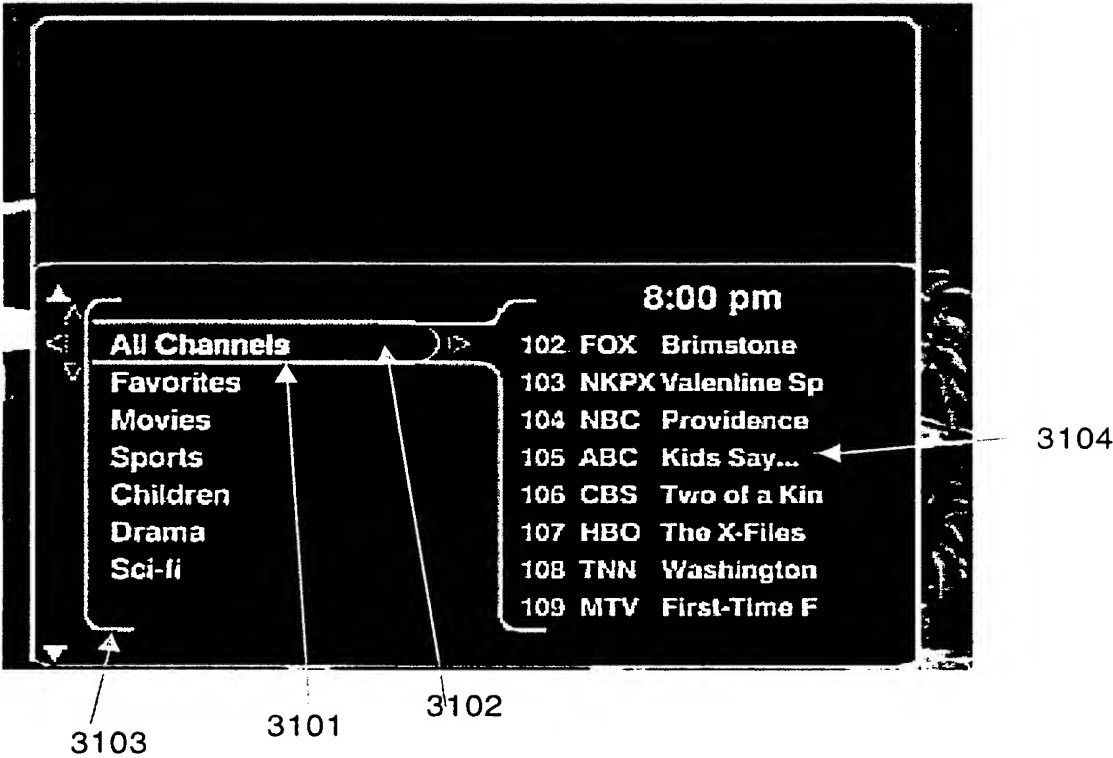 8:00 pm
All Channels
Favorites
Movies
Sports
Children
Drama
Sci-fi
102 FOX Brimstone
103 NKPX Valentine Sp
104 NBC Providence
105 ABC Kids Say...
106 CBS Two of a Kin
107 HBO The X-Files
108 TNN Washington
109 MTV First-Time F
3104
3103
3101
3102